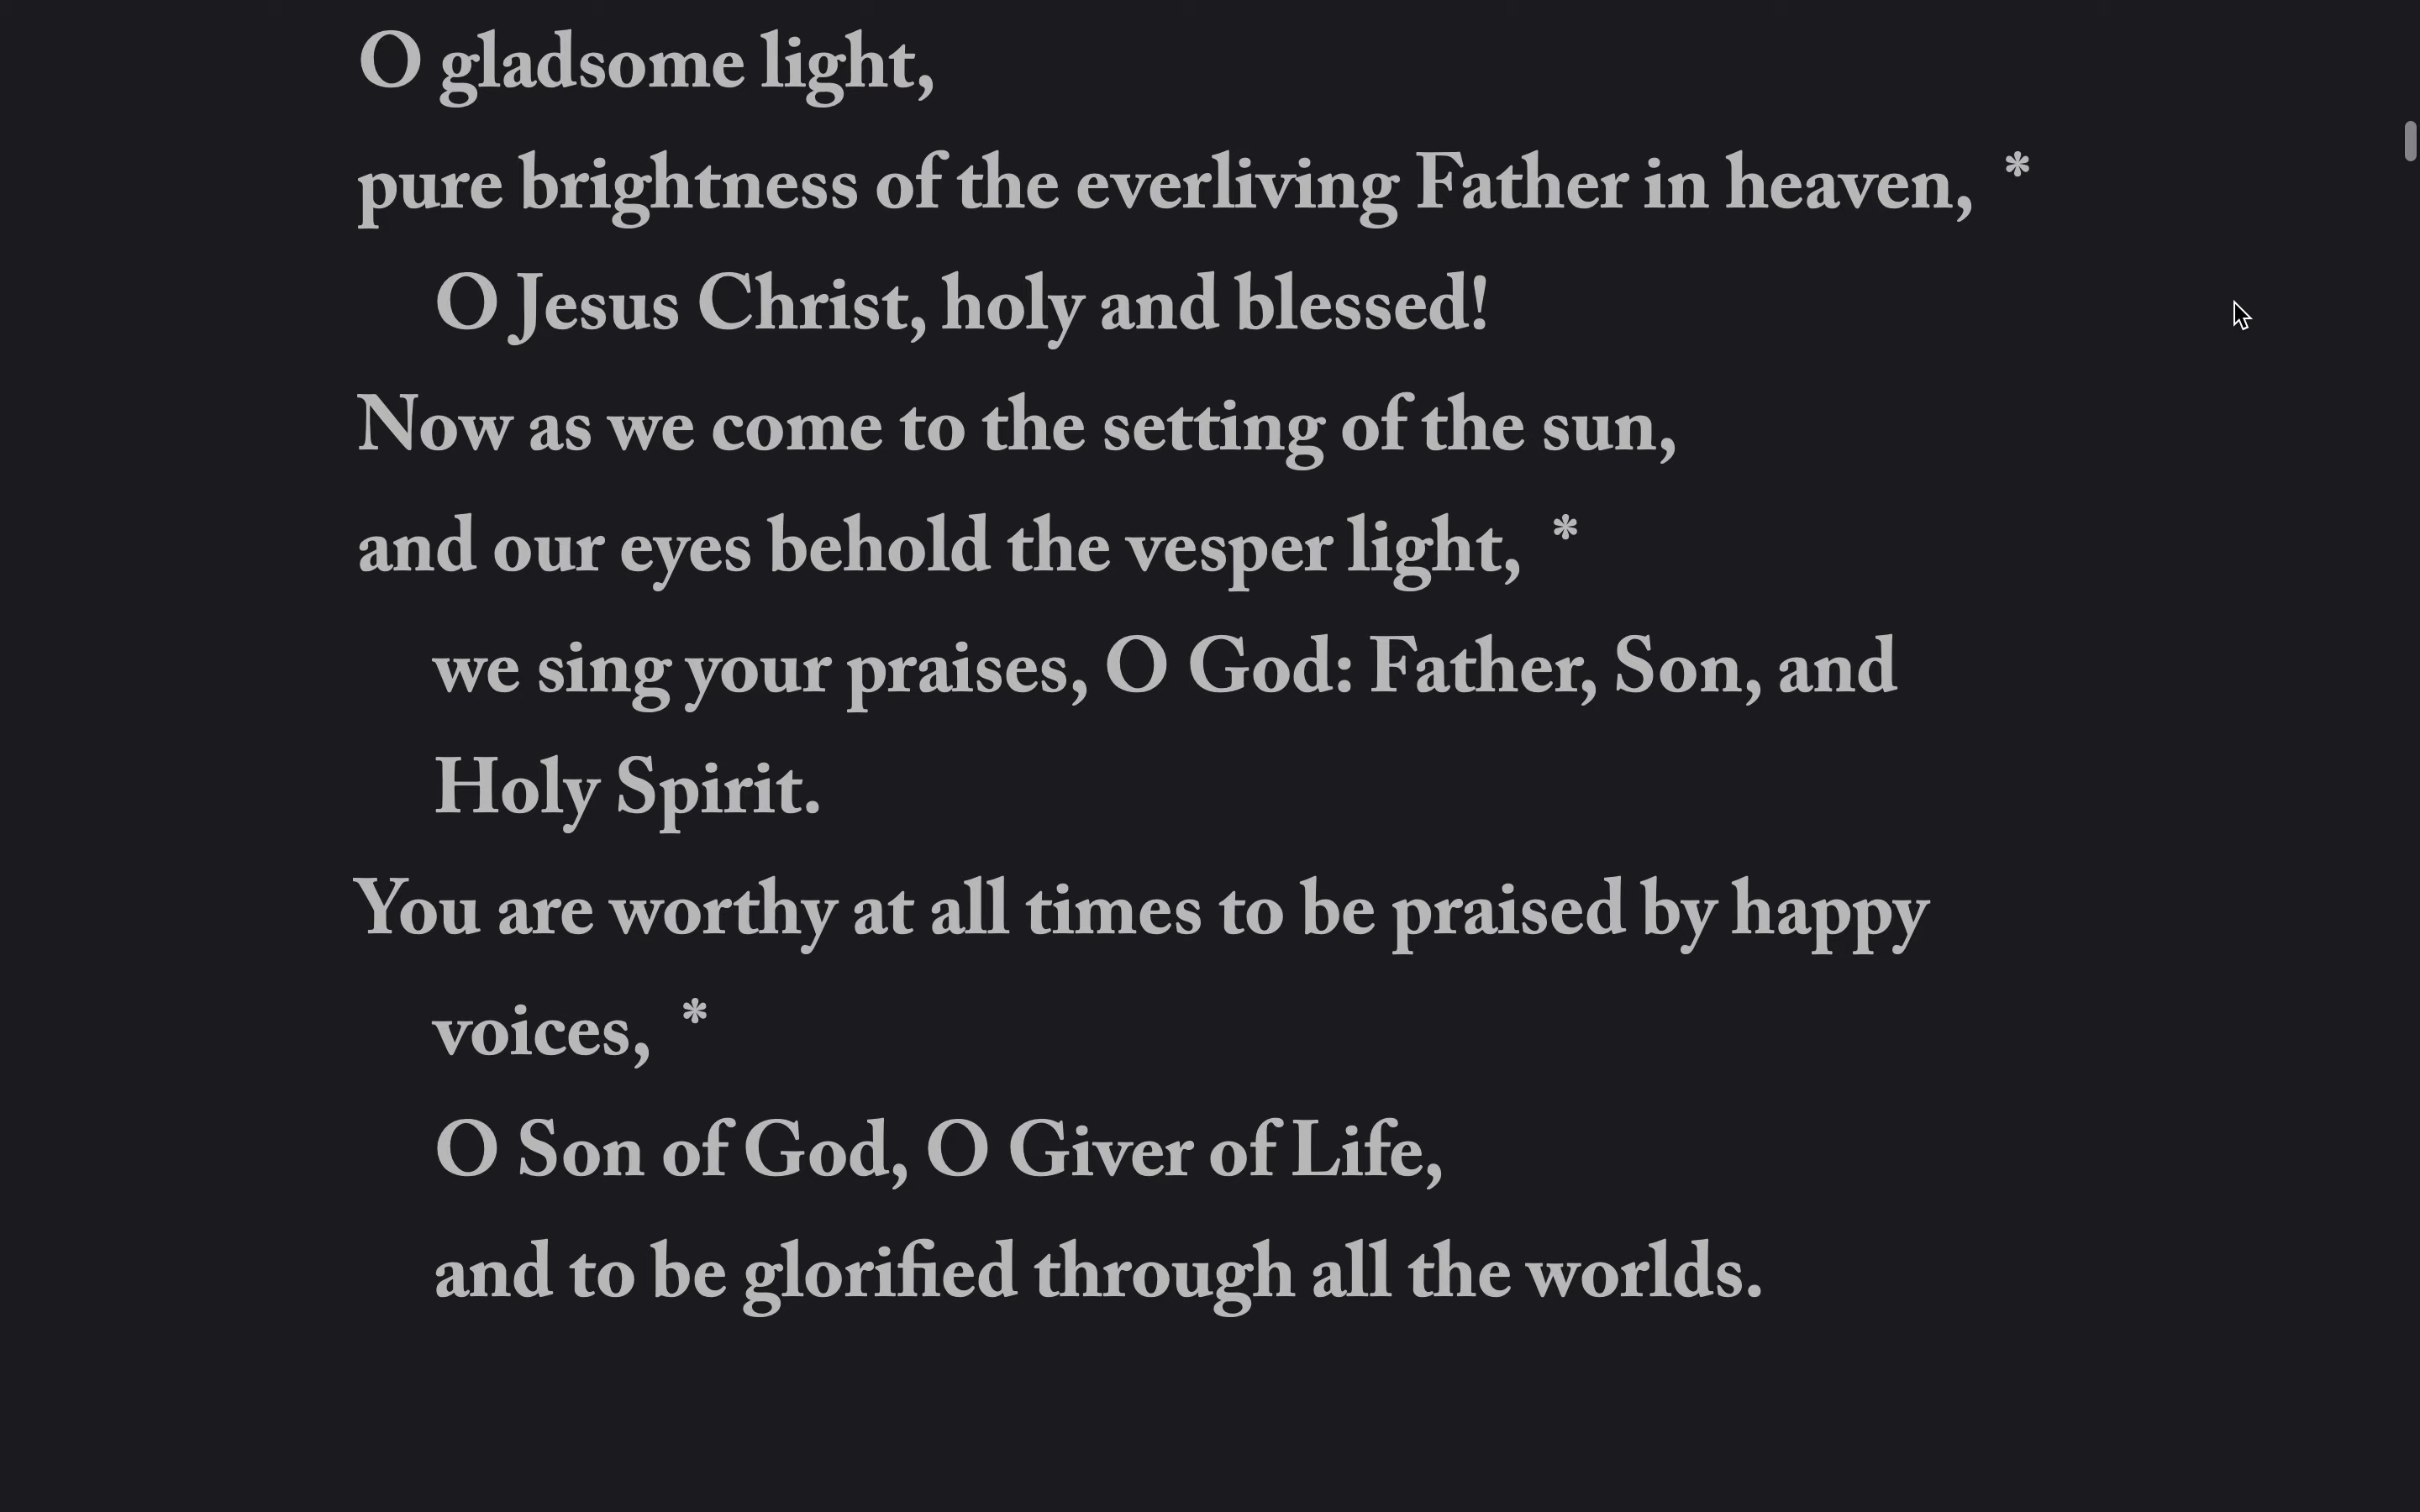 O gladsome light,
pure brightness of the everliving Father in heaven, *
O Jesus Christ, holy and blessed!
Now as we come to the setting of the sun,
and our eyes behold the vesper light, *
we sing your praises, O God: Father, Son, and
Holy Spirit.
You are worthy at all times to be praised by happy
voices, *
O Son of God, O Giver of Life,
and to be glorified through all the worlds.